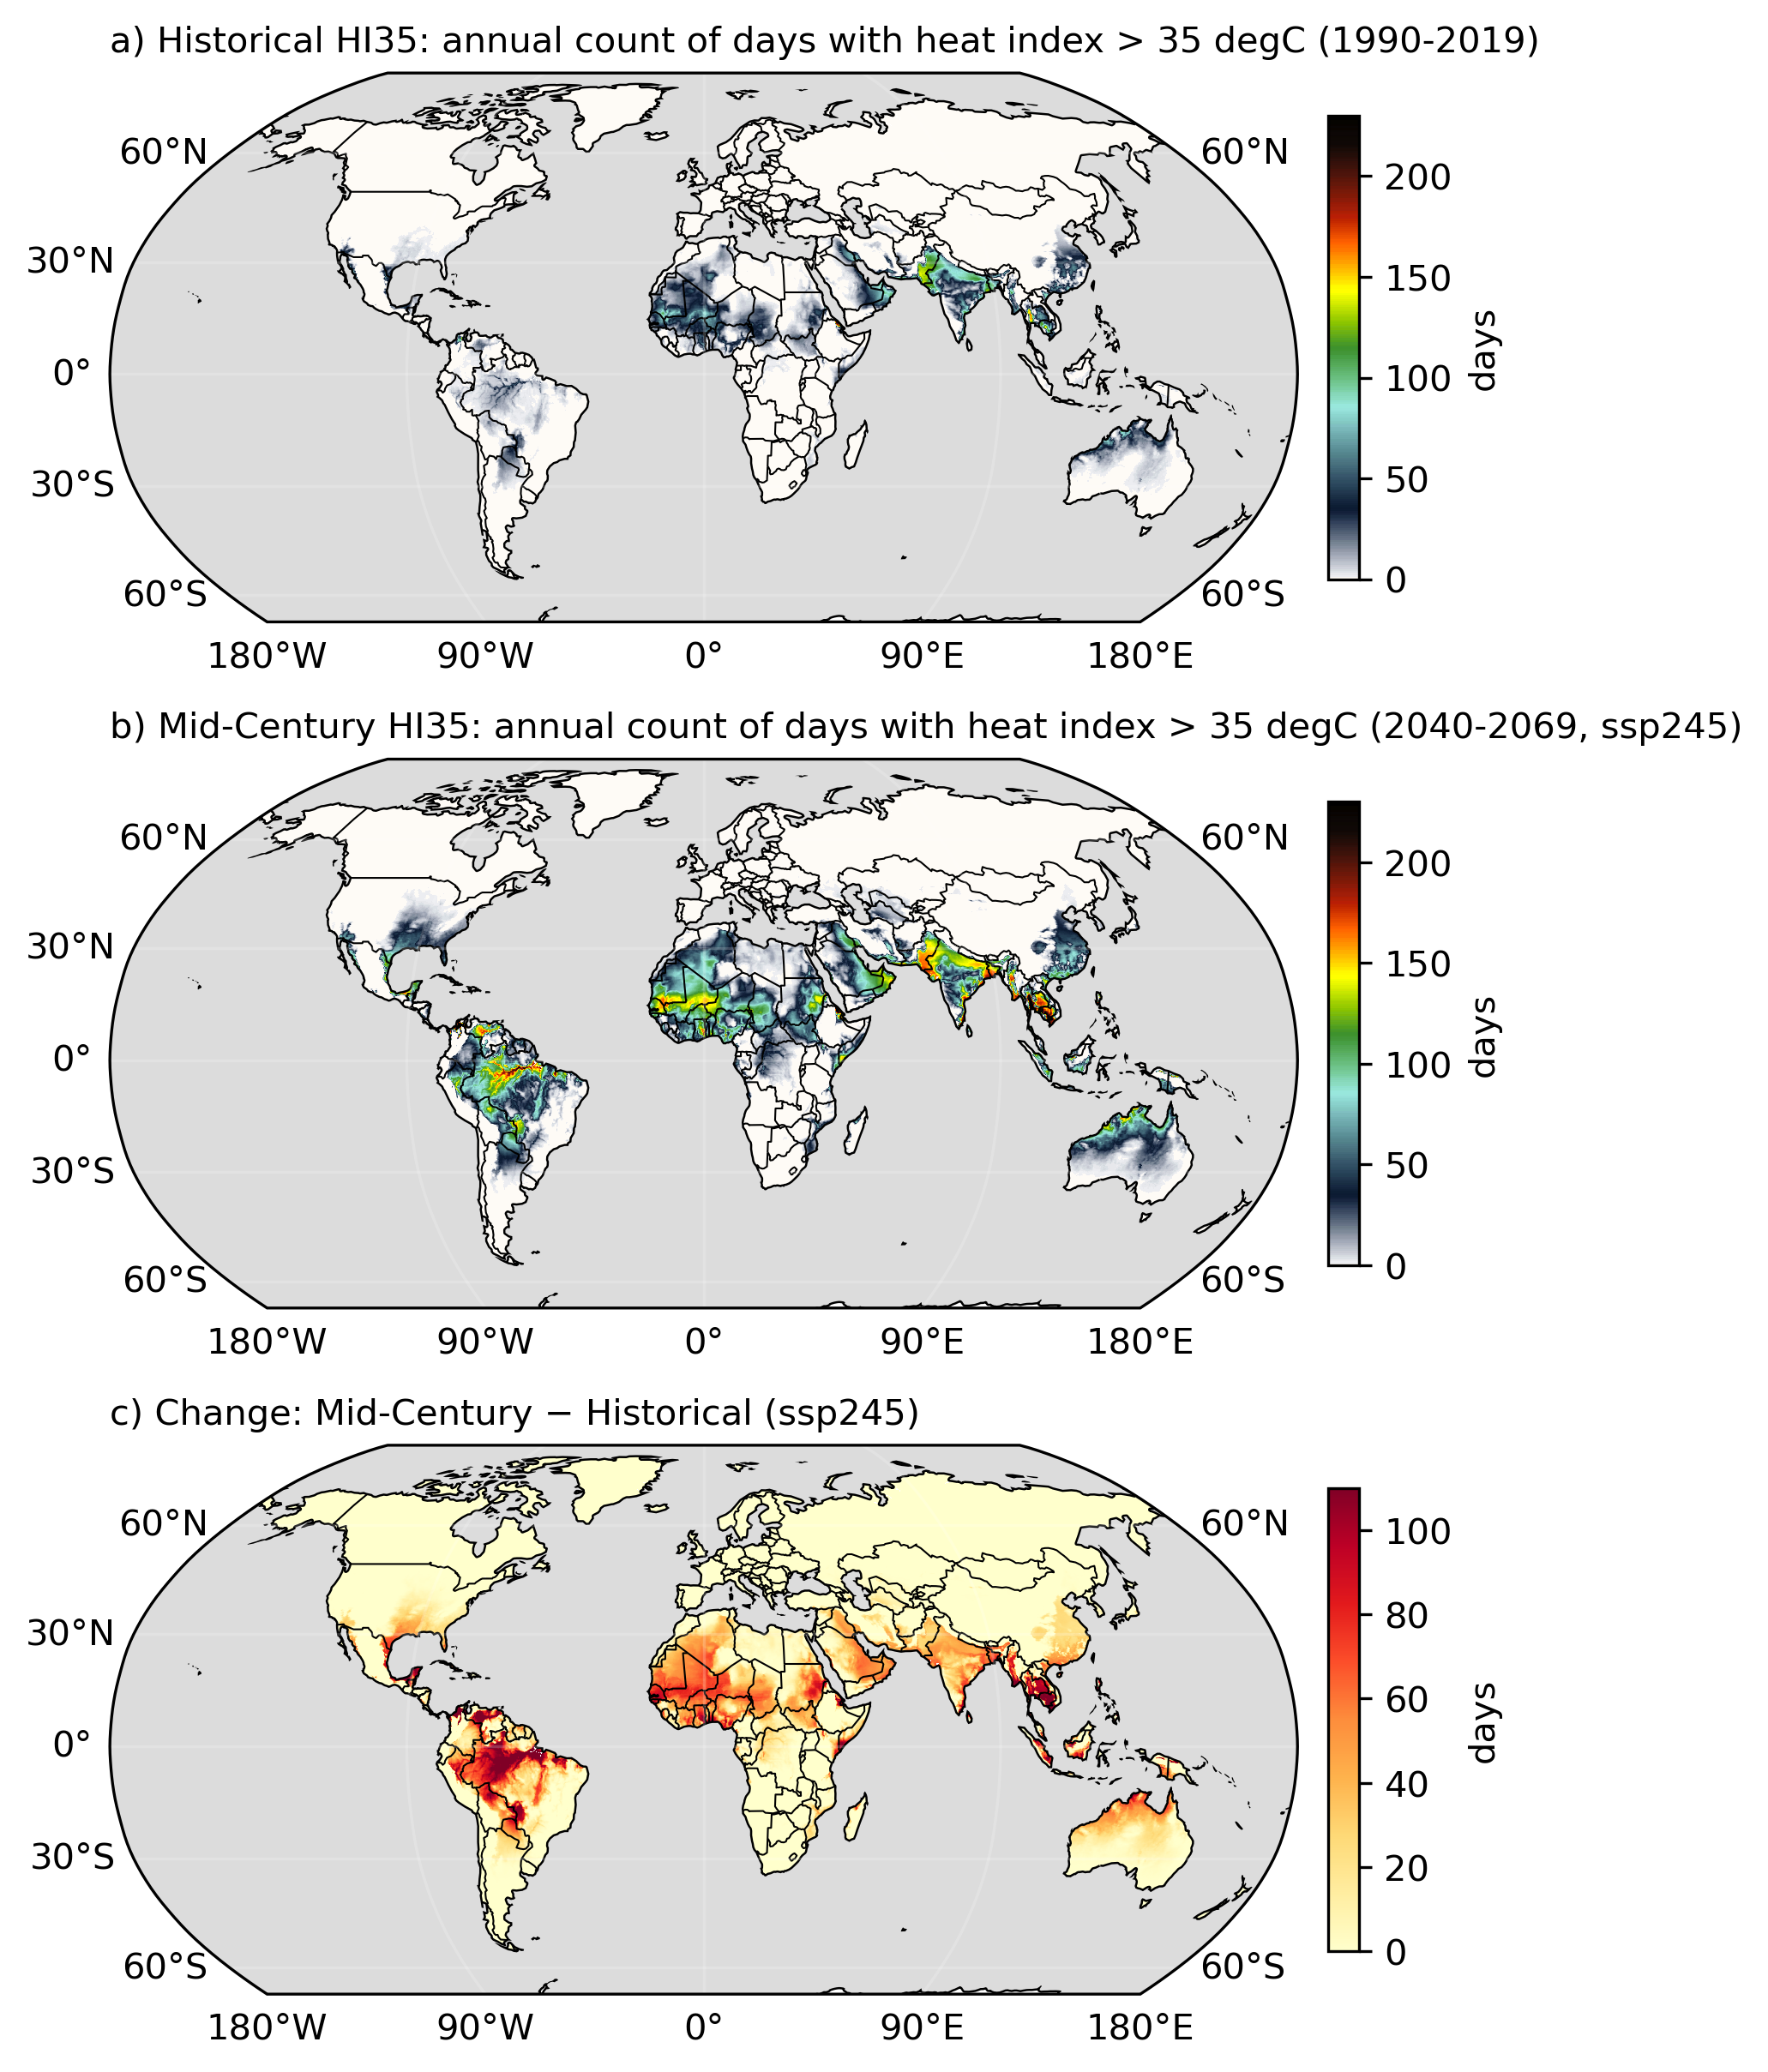 a) Historical HI35: annual count of days with heat index > 35 degC (1990-2019)
60°N
60°N
30°N
0°
30°S
60°S
60°S
180°W 90°W 0° 90°E 180°E
200
150
100
50
0
days
b) Mid-Century HI35: annual count of days with heat index > 35 degC (2040-2069, ssp245)
60°N
60°N
30°N
0°
30°S
60°S
60°S
180°W 90°W 0° 90°E 180°E
200
150
100
50
0
days
c) Change: Mid-Century − Historical (ssp245)
60°N
60°N
30°N
0°
30°S
60°S
60°S
180°W 90°W 0° 90°E 180°E
100
80
60
40
20
0
days